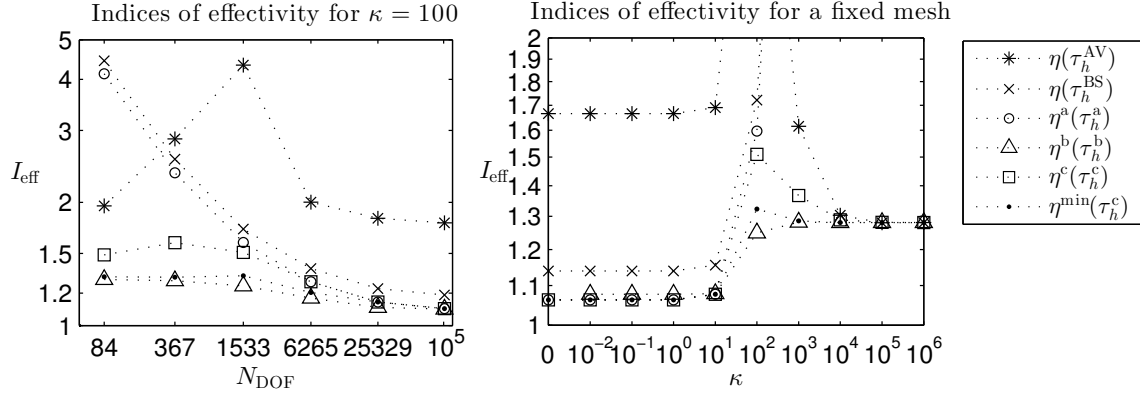 Indices of effectivity for κ = 100
5
4
3
2
1.5
1.2
1
I_eff
84 367 1533 6265 25329 10^5
N_DOF
Indices of effectivity for a fixed mesh
2
1.9
1.8
1.7
1.6
1.5
1.4
1.3
1.2
1.1
1
I_eff
0 10^−2 10^−1 10^0 10^1 10^2 10^3 10^4 10^5 10^6
κ
η(τ_h^AV)
η(τ_h^BS)
η^a(τ_h^a)
η^b(τ_h^b)
η^c(τ_h^c)
η^min(τ_h^c)